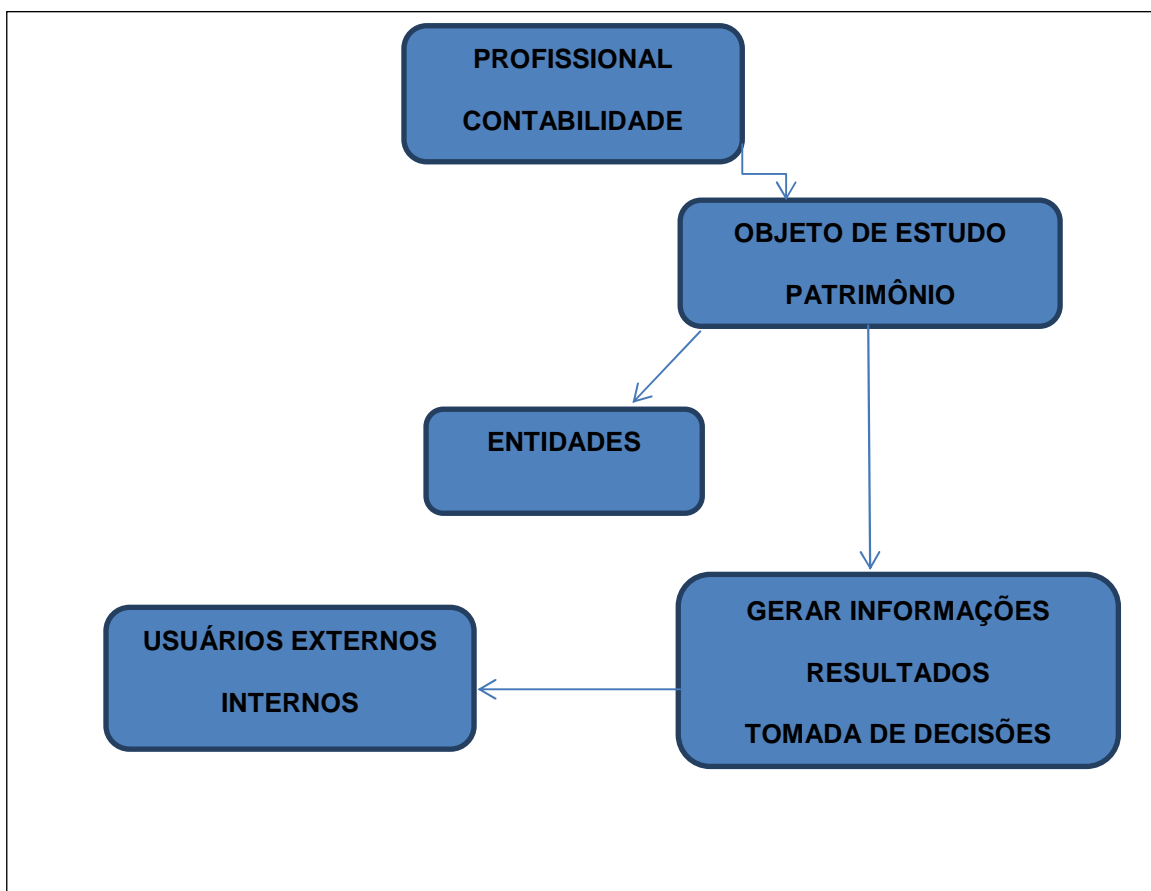 PROFISSIONAL
CONTABILIDADE
OBJETO DE ESTUDO
PATRIMÔNIO
ENTIDADES
GERAR INFORMAÇÕES
RESULTADOS
TOMADA DE DECISÕES
USUÁRIOS EXTERNOS
INTERNOS